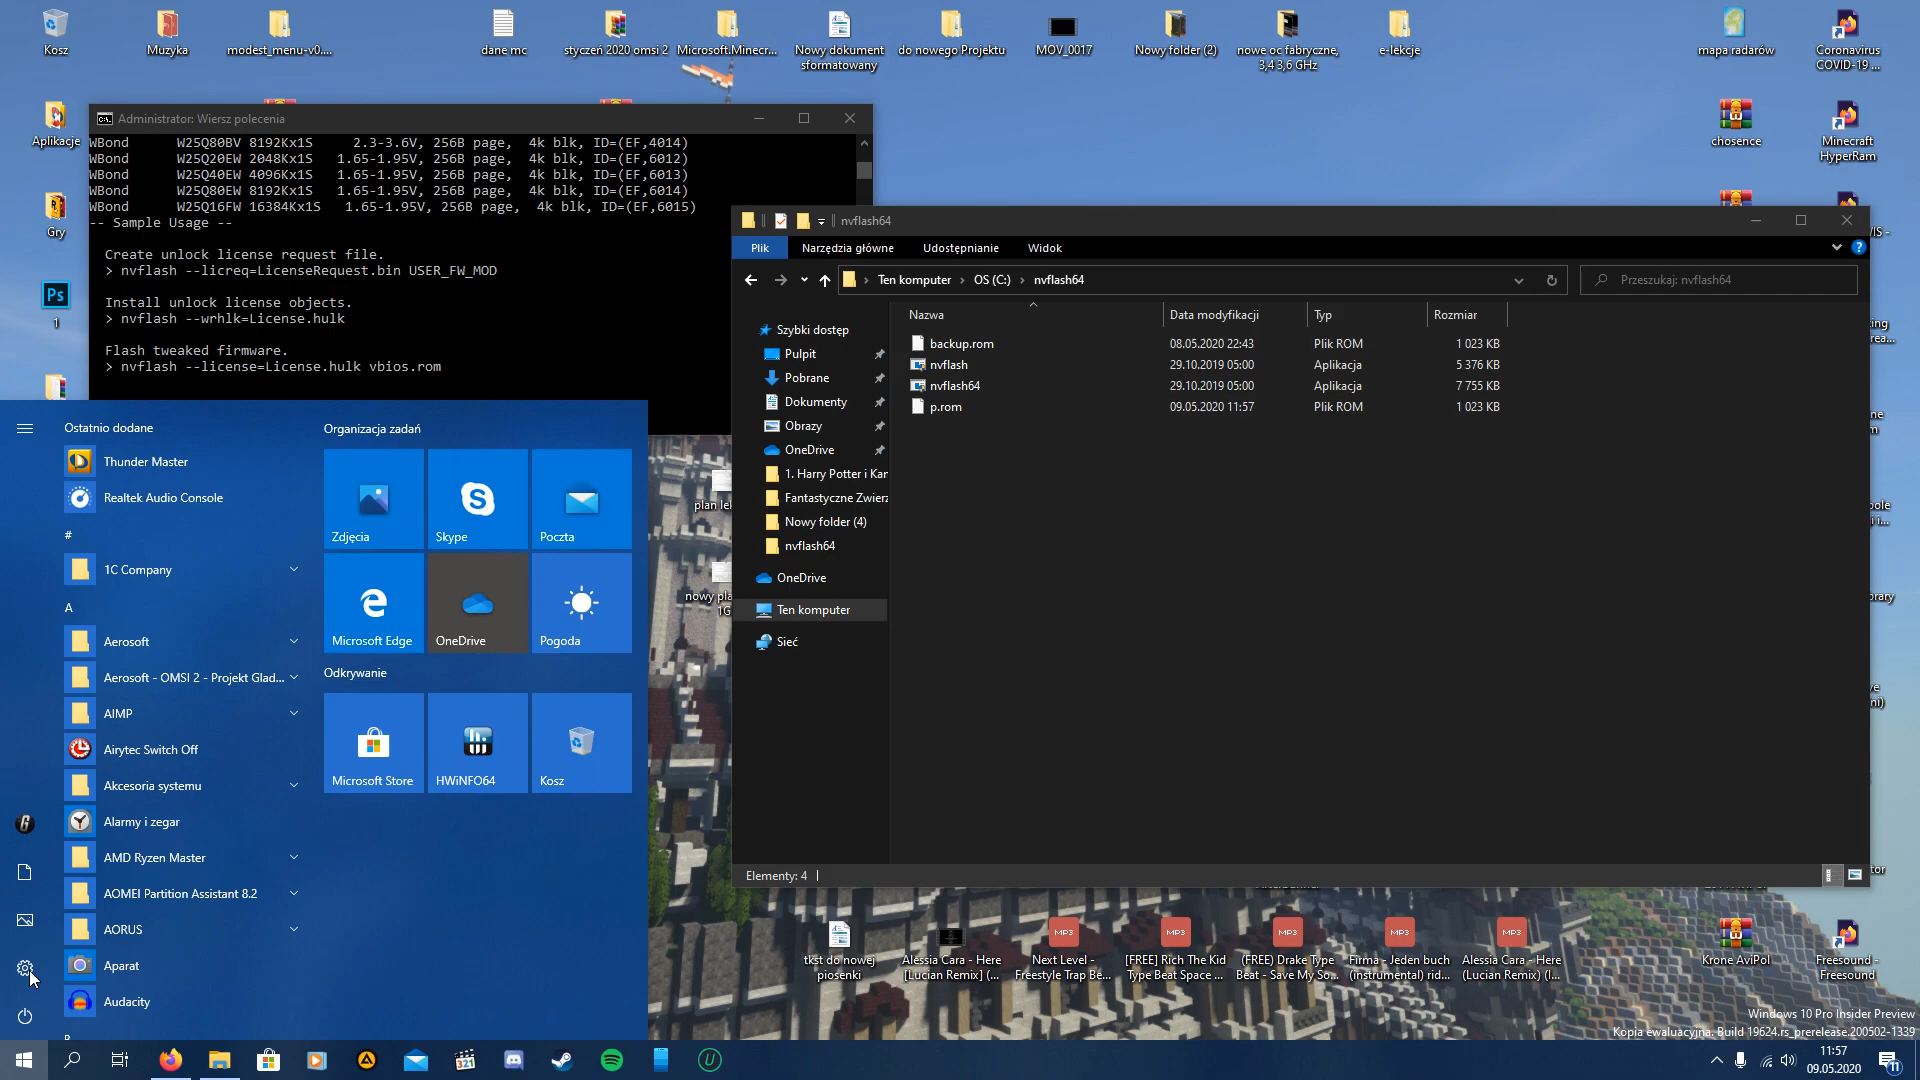 Kosz
Muzyka
modest_menu-v0....
dane mc
styczeń 2020 omsi 2
Microsoft.Minecr...
Nowy dokument
sformatowany
do nowego Projektu
MOV_0017
Nowy folder (2)
nowe oc fabryczne,
3,4 3,6 GHz
e-lekcje
mapa radarów
Coronavirus
COVID-19 ...
Aplikacje
chosence
Minecraft
HyperRam
Gry
1
Administrator: Wiersz polecenia
WBond W25Q80BV 8192Kx1S 2.3-3.6V, 256B page, 4k blk, ID=(EF,4014)
WBond W25Q20EW 2048Kx1S 1.65-1.95V, 256B page, 4k blk, ID=(EF,6012)
WBond W25Q40EW 4096Kx1S 1.65-1.95V, 256B page, 4k blk, ID=(EF,6013)
WBond W25Q80EW 8192Kx1S 1.65-1.95V, 256B page, 4k blk, ID=(EF,6014)
WBond W25Q16FW 16384Kx1S 1.65-1.95V, 256B page, 4k blk, ID=(EF,6015)
-- Sample Usage --
Create unlock license request file.
> nvflash --licreq=LicenseRequest.bin USER_FW_MOD
Install unlock license objects.
> nvflash --wrhlk=License.hulk
Flash tweaked firmware.
> nvflash --license=License.hulk vbios.rom
nvflash64
Plik Narzędzia główne Udostępnianie Widok
Ten komputer > OS (C:) > nvflash64
Przeszukaj: nvflash64
Szybki dostęp
Pulpit
Pobrane
Dokumenty
Obrazy
OneDrive
1. Harry Potter i Kar
Fantastyczne Zwierz
Nowy folder (4)
nvflash64
OneDrive
Ten komputer
Sieć
Nazwa Data modyfikacji Typ Rozmiar
backup.rom 08.05.2020 22:43 Plik ROM 1 023 KB
nvflash 29.10.2019 05:00 Aplikacja 5 376 KB
nvflash64 29.10.2019 05:00 Aplikacja 7 755 KB
p.rom 09.05.2020 11:57 Plik ROM 1 023 KB
Elementy: 4
Ostatnio dodane
Thunder Master
Realtek Audio Console
#
1C Company
A
Aerosoft
Aerosoft - OMSI 2 - Projekt Glad...
AIMP
Airytec Switch Off
Akcesoria systemu
Alarmy i zegar
AMD Ryzen Master
AOMEI Partition Assistant 8.2
AORUS
Aparat
Audacity
Organizacja zadań
Zdjęcia
Skype
Poczta
Microsoft Edge
OneDrive
Pogoda
Odkrywanie
Microsoft Store
HWiNFO64
Kosz
plan lek
nowy pla
1G
tkst do nowej
piosenki
Alessia Cara - Here
[Lucian Remix] (...
MP3
Next Level -
Freestyle Trap Be...
MP3
[FREE] Rich The Kid
Type Beat Space ...
MP3
(FREE) Drake Type
Beat - Save My So...
MP3
Firma - Jeden buch
(instrumental) rid...
MP3
Alessia Cara - Here
(Lucian Remix) (I...
Krone AviPol
Freesound -
Freesound
Windows 10 Pro Insider Preview
Kopia ewaluacyjna. Build 19624.rs_prerelease.200502-1339
11:57
09.05.2020
11